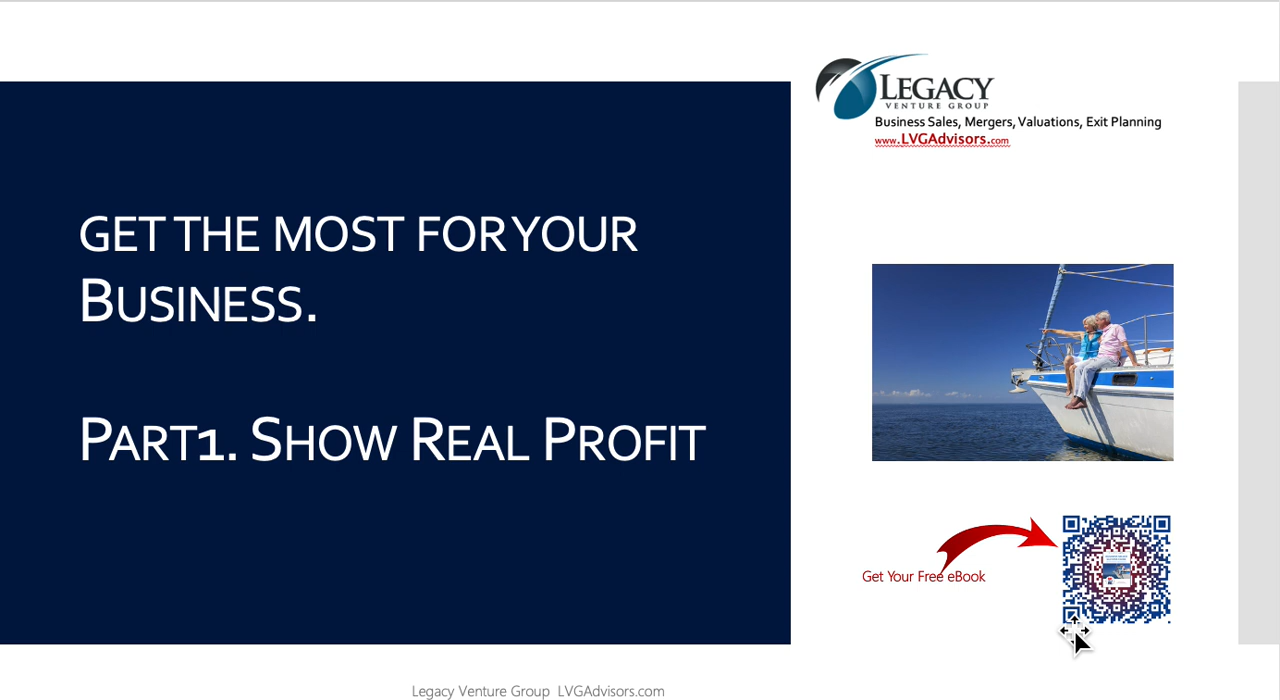 LEGACY
VENTURE GROUP
Business Sales, Mergers, Valuations, Exit Planning
www.LVGAdvisors.com
GET THE MOST FOR YOUR
BUSINESS.
PART1. SHOW REAL PROFIT
Get Your Free eBook
Legacy Venture Group LVGAdvisors.com